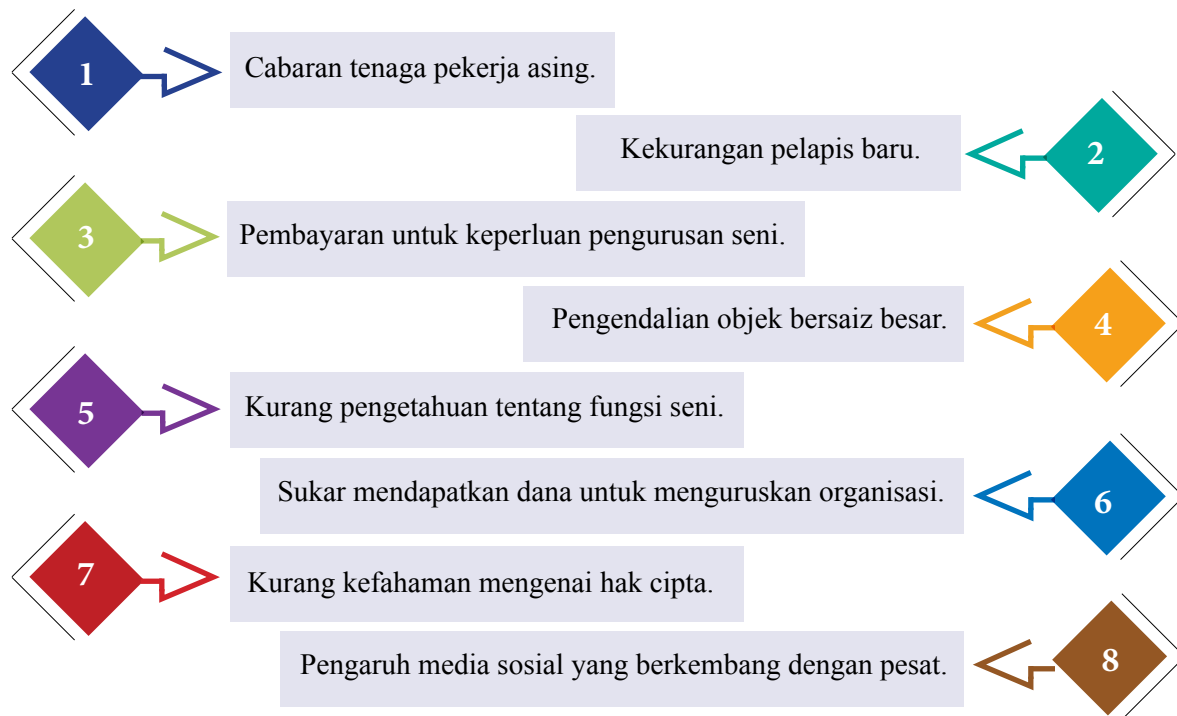 1
Cabaran tenaga pekerja asing.
2
Kekurangan pelapis baru.
3
Pembayaran untuk keperluan pengurusan seni.
4
Pengendalian objek bersaiz besar.
5
Kurang pengetahuan tentang fungsi seni.
6
Sukar mendapatkan dana untuk menguruskan organisasi.
7
Kurang kefahaman mengenai hak cipta.
8
Pengaruh media sosial yang berkembang dengan pesat.